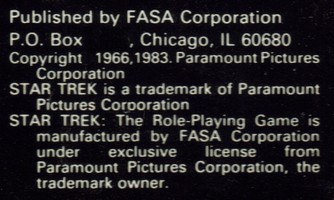 Published by FASA Corporation
P.O. Box , Chicago, IL 60680
Copyright 1966,1983. Paramount Pictures
Corporation
STAR TREK is a trademark of Paramount
Pictures Corporation
STAR TREK: The Role-Playing Game is
manufactured by FASA Corporation
under exclusive license from
Paramount Pictures Corporation, the
trademark owner.